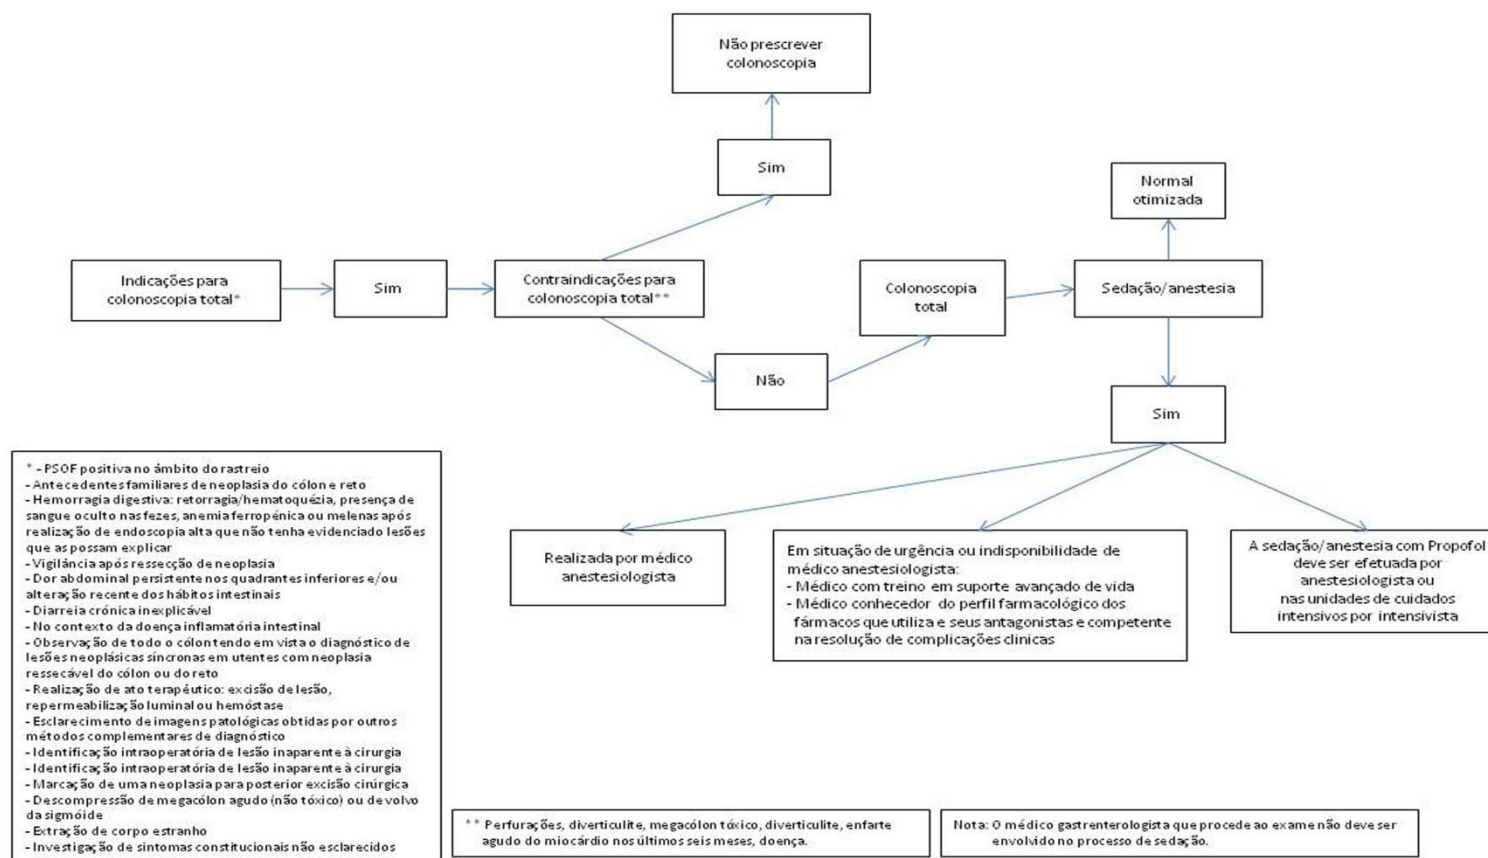 Não prescrever
colonoscopia
Sim
Normal
otimizada
Indicações para
colonoscopia total*
Sim
Contraindicações para
colonoscopia total**
Colonoscopia
total
Sedação/anestesia
Não
Sim
* - PSOF positiva no âmbito do rastreio
- Antecedentes familiares de neoplasia do cólon e reto
- Hemorragia digestiva: retorragia/hematoquézia, presença de
sangue oculto nas fezes, anemia ferropénica ou melenas após
realização de endoscopia alta que não tenha evidenciado lesões
que as possam explicar
- Vigilância após ressecção de neoplasia
- Dor abdominal persistente nos quadrantes inferiores e/ou
alteração recente dos hábitos intestinais
- Diarreia crónica inexplicável
- No contexto da doença inflamatória intestinal
- Observação de todo o cólon tendo em vista o diagnóstico de
lesões neoplásicas síncronas em utentes com neoplasia
ressecável do cólon ou do reto
- Realização de ato terapêutico: excisão de lesão,
repermeabilização luminal ou hemóstase
- Esclarecimento de imagens patológicas obtidas por outros
métodos complementares de diagnóstico
- Identificação intraoperatória de lesão inaparente à cirurgia
- Identificação intraoperatória de lesão inaparente à cirurgia
- Marcação de uma neoplasia para posterior excisão cirúrgica
- Descompressão de megacólon agudo (não tóxico) ou de volvo
da sigmóide
- Extração de corpo estranho
- Investigação de sintomas constitucionais não esclarecidos
Realizada por médico
anestesiologista
Em situação de urgência ou indisponibilidade de
médico anestesiologista:
- Médico com treino em suporte avançado de vida
- Médico conhecedor do perfil farmacológico dos
fármacos que utiliza e seus antagonistas e competente
na resolução de complicações clinicas
A sedação/anestesia com Propofol
deve ser efetuada por
anestesiologista ou
nas unidades de cuidados
intensivos por intensivista
** Perfurações, diverticulite, megacólon tóxico, diverticulite, enfarte
agudo do miocárdio nos últimos seis meses, doença.
Nota: O médico gastrenterologista que procede ao exame não deve ser
envolvido no processo de sedação.